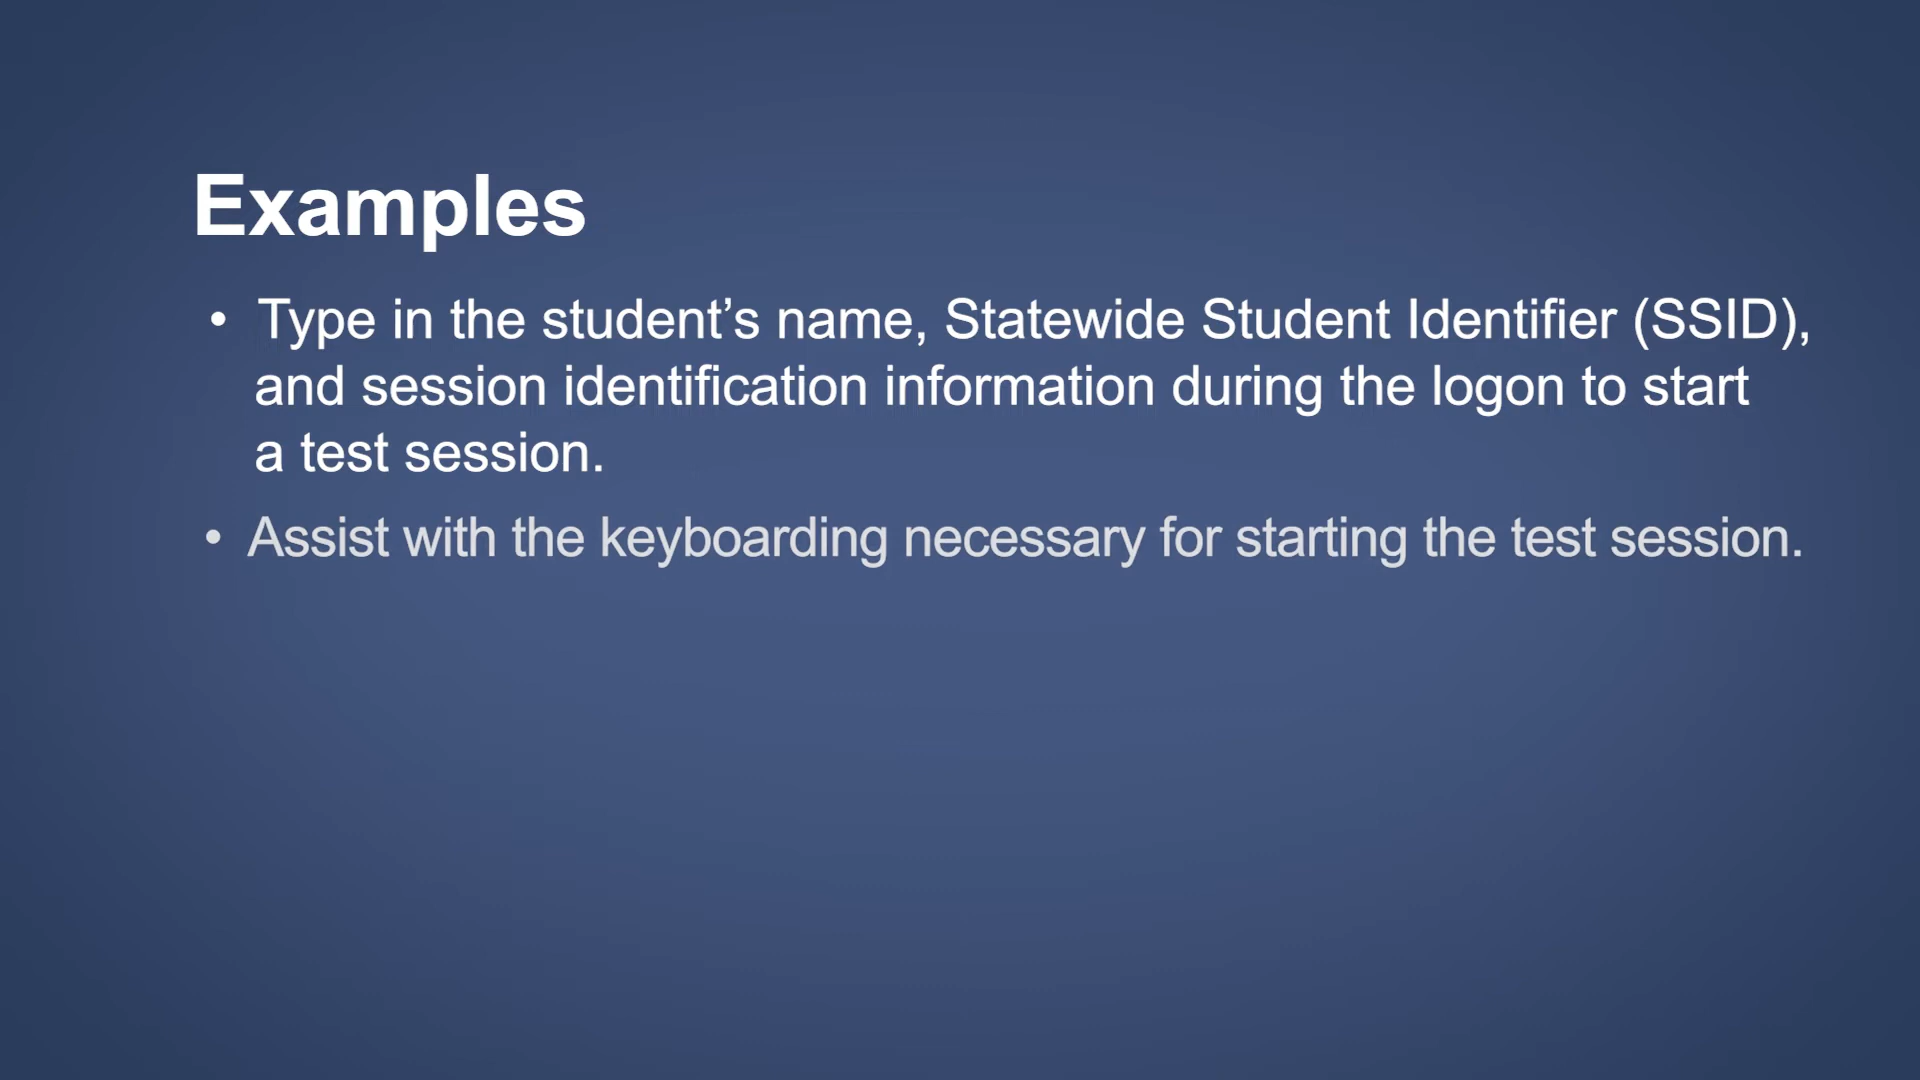 Examples
• Type in the student’s name, Statewide Student Identifier (SSID),
and session identification information during the logon to start
a test session.
• Assist with the keyboarding necessary for starting the test session.